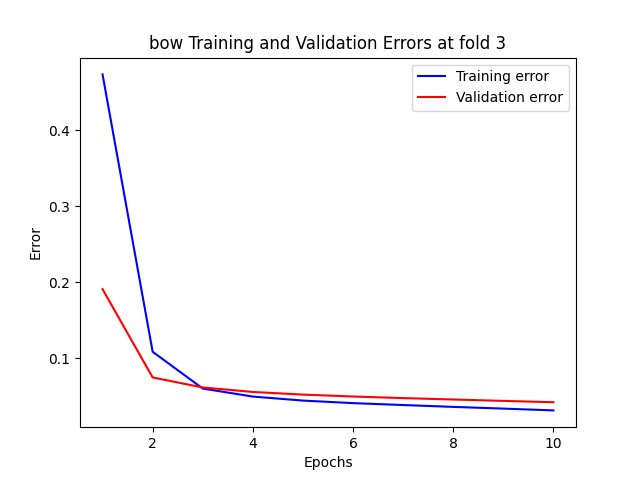 bow Training and Validation Errors at fold 3
Training error
Validation error
0.4
0.3
0.2
0.1
Error
2
4
6
8
10
Epochs